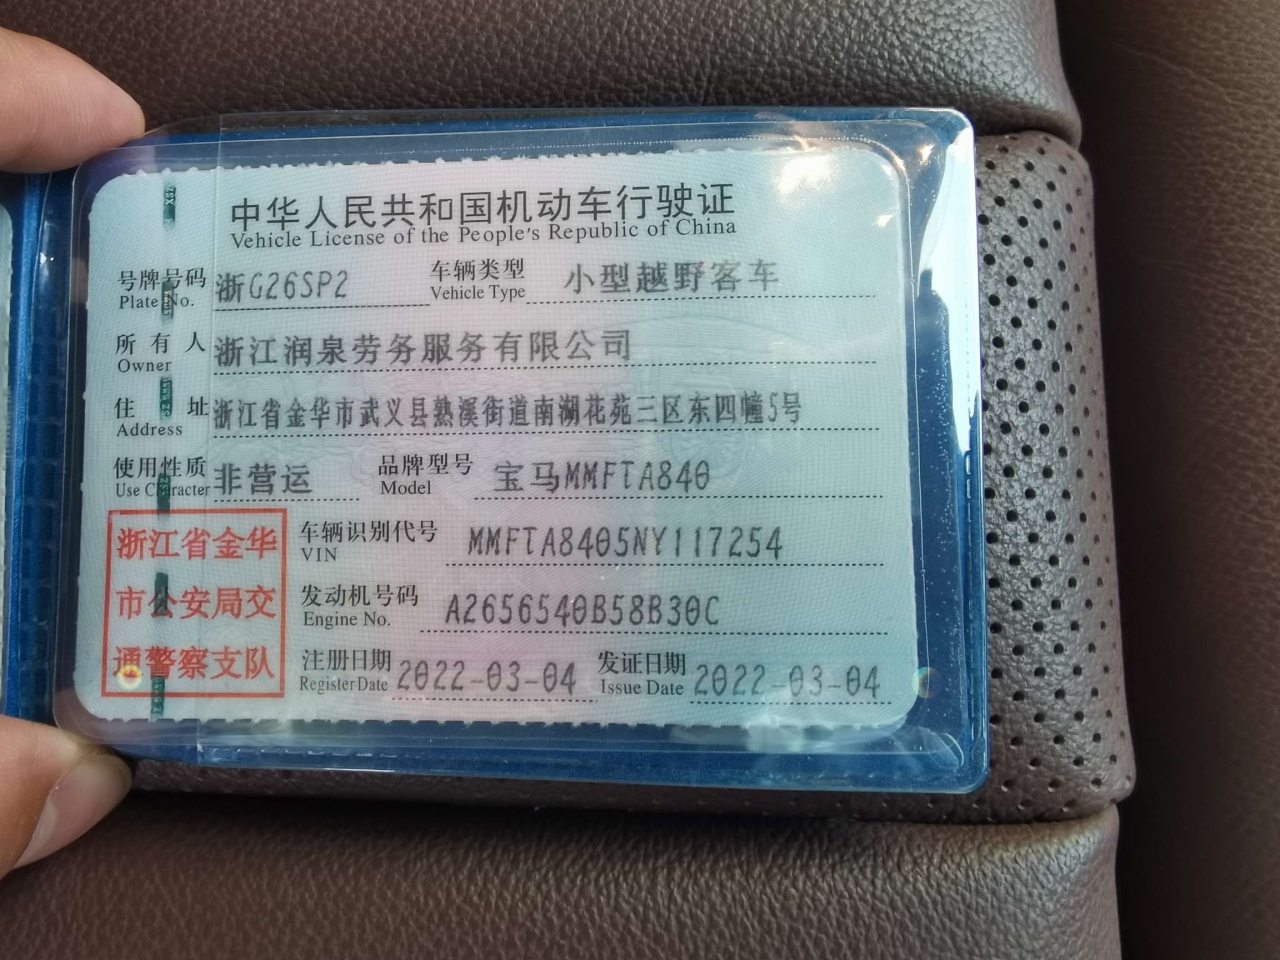 中华人民共和国机动车行驶证
Vehicle License of the People's Republic of China
号牌号码 浙G26SP2 车辆类型 小型越野客车
Plate No. Vehicle Type
所有人 浙江润泉劳务服务有限公司
Owner
住址 浙江省金华市武义县熟溪街道南湖花苑三区东四幢5号
Address
使用性质 非营运 品牌型号 宝马MMFTA840
Use Character Model
车辆识别代号 MMFTA8405NY117254
VIN
发动机号码 A2656540B58B30C
Engine No.
注册日期 2022-03-04 发证日期 2022-03-04
Register Date Issue Date
浙江省金华
市公安局交
通警察支队